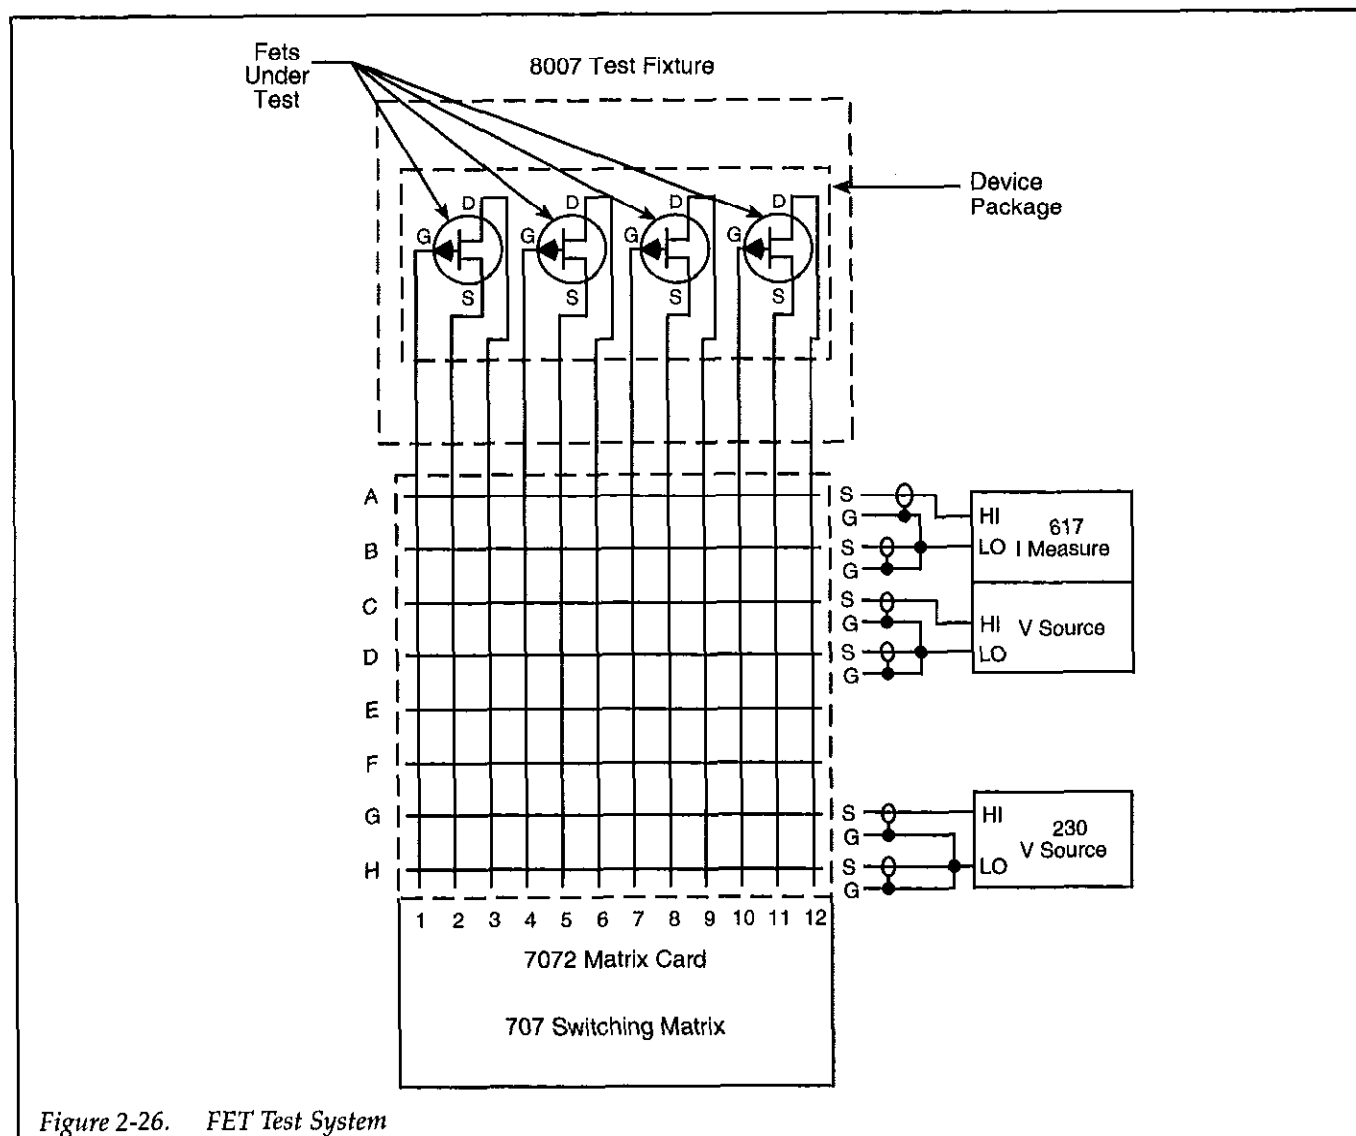 Fets
Under
Test
8007 Test Fixture
Device
Package
D
D
D
D
G
G
G
G
S
S
S
S
A
B
C
D
E
F
G
H
S
G
S
G
S
G
S
G
HI
617
LO I Measure
HI V Source
LO
S
G
S
G
HI
230
V Source
LO
1 2 3 4 5 6 7 8 9 10 11 12
7072 Matrix Card
707 Switching Matrix
Figure 2-26. FET Test System